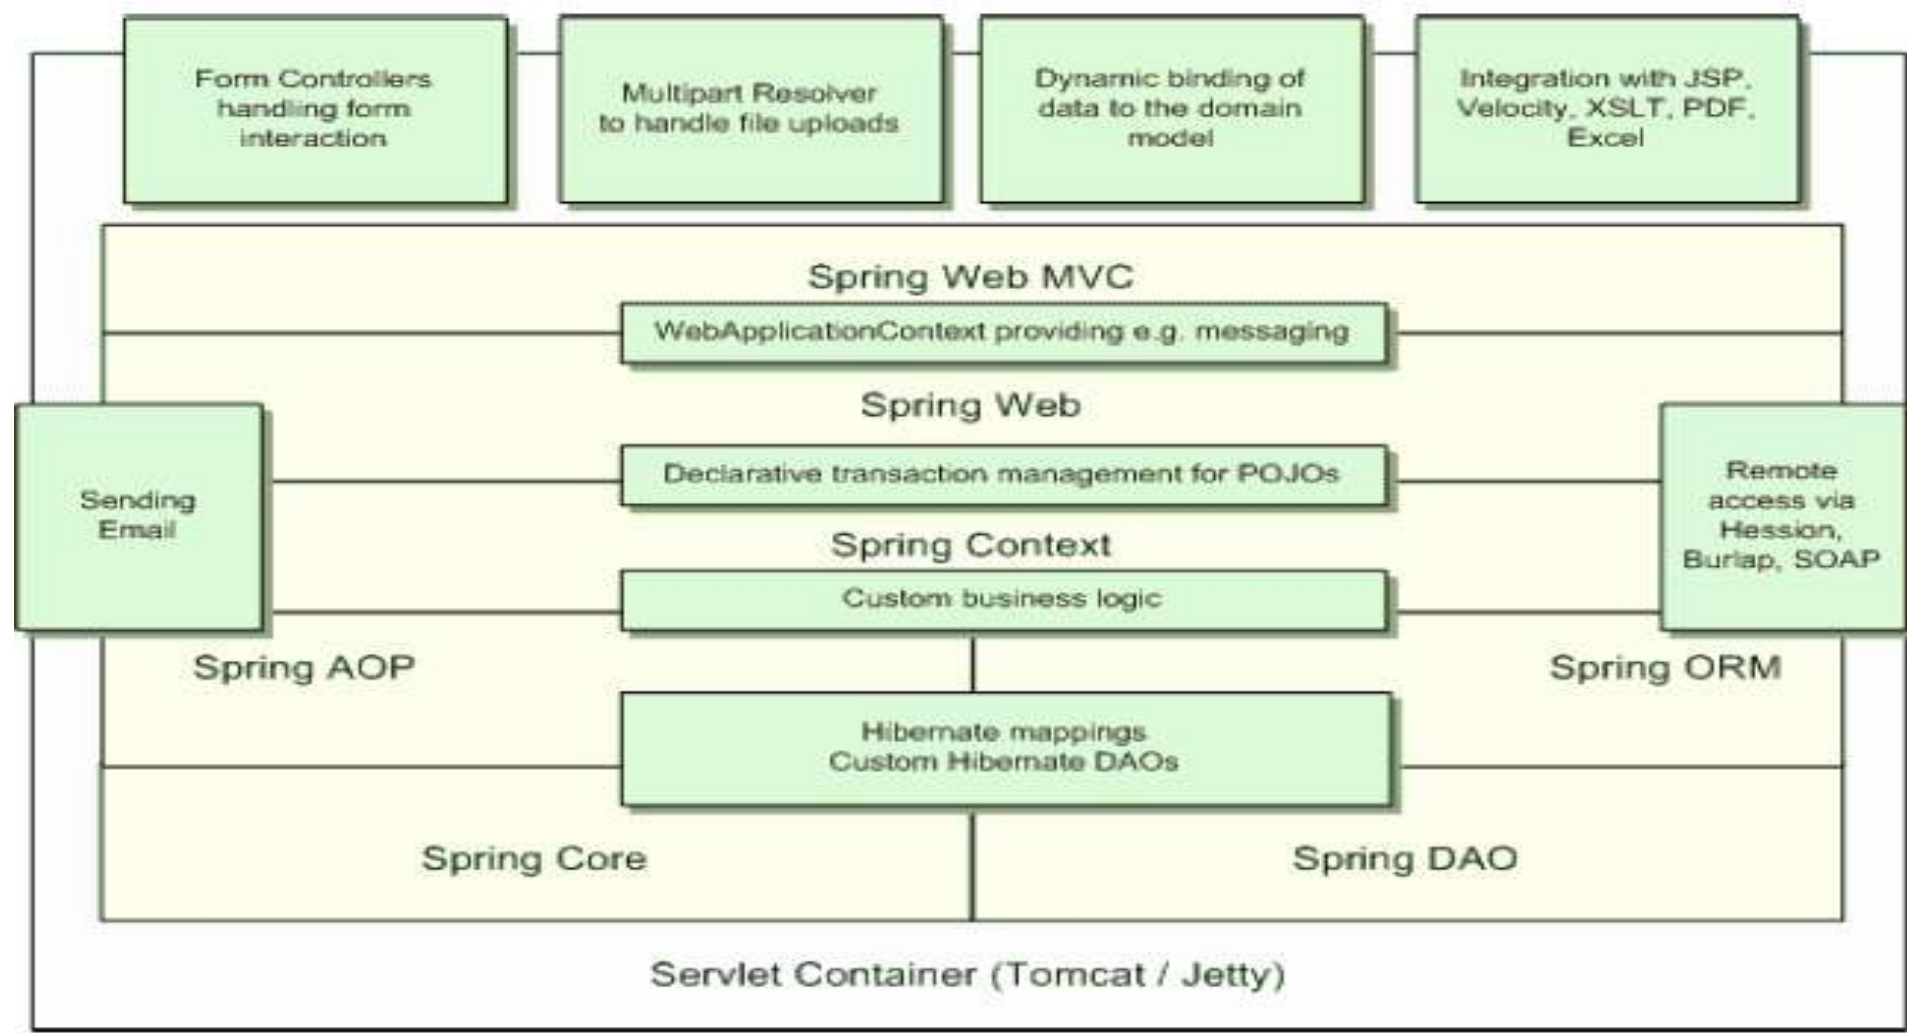 Form Controllers
handling form
interaction
Multipart Resolver
to handle file uploads
Dynamic binding of
data to the domain
model
Integration with JSP,
Velocity, XSLT, PDF,
Excel
Spring Web MVC
WebApplicationContext providing e.g. messaging
Spring Web
Sending
Email
Declarative transaction management for POJOs
Remote
access via
Hession,
Burlap, SOAP
Spring Context
Custom business logic
Spring AOP
Spring ORM
Hibernate mappings
Custom Hibernate DAOs
Spring Core
Spring DAO
Servlet Container (Tomcat / Jetty)